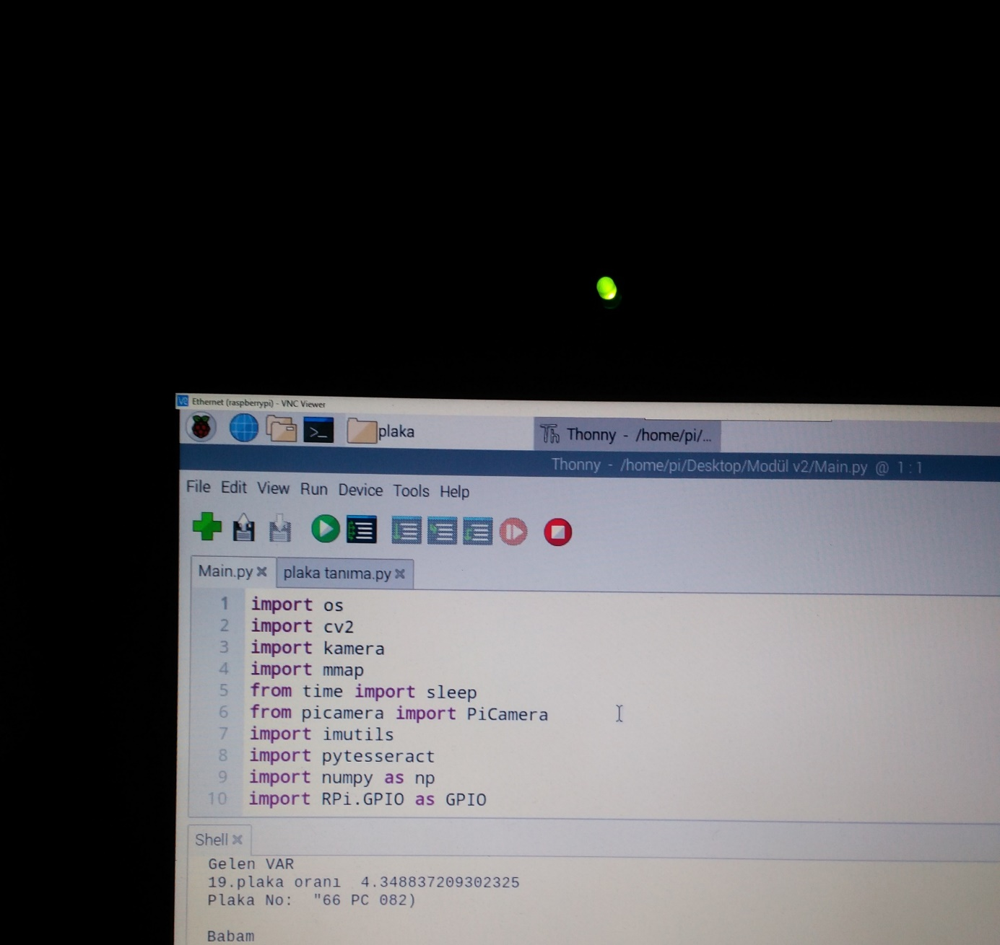 Ethernet (raspberrypi) - VNC Viewer
plaka
Thonny - /home/pi/...
Thonny - /home/pi/Desktop/Modül v2/Main.py @ 1:1
File Edit View Run Device Tools Help
Main.py
plaka tanıma.py
1 import os
2 import cv2
3 import kamera
4 import mmap
5 from time import sleep
6 from picamera import PiCamera
7 import imutils
8 import pytesseract
9 import numpy as np
10 import RPi.GPIO as GPIO
Shell
Gelen VAR
19.plaka oranı 4.348837209302325
Plaka No: "66 PC 082)
Babam